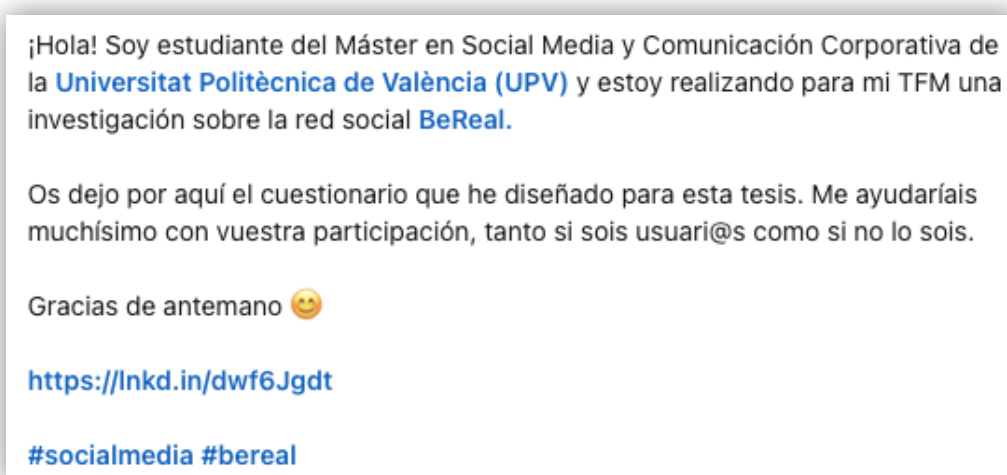 ¡Hola! Soy estudiante del Máster en Social Media y Comunicación Corporativa de
la Universitat Politècnica de València (UPV) y estoy realizando para mi TFM una
investigación sobre la red social BeReal.
Os dejo por aquí el cuestionario que he diseñado para esta tesis. Me ayudaríais
muchísimo con vuestra participación, tanto si sois usuari@s como si no lo sois.
Gracias de antemano 😊
https://lnkd.in/dwf6Jgdt
#socialmedia #bereal